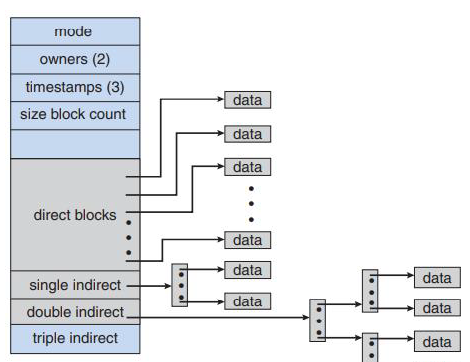 mode
owners (2)
timestamps (3)
size block count
data
data
data
direct blocks
data
single indirect
data
data
double indirect
triple indirect
data
data
data